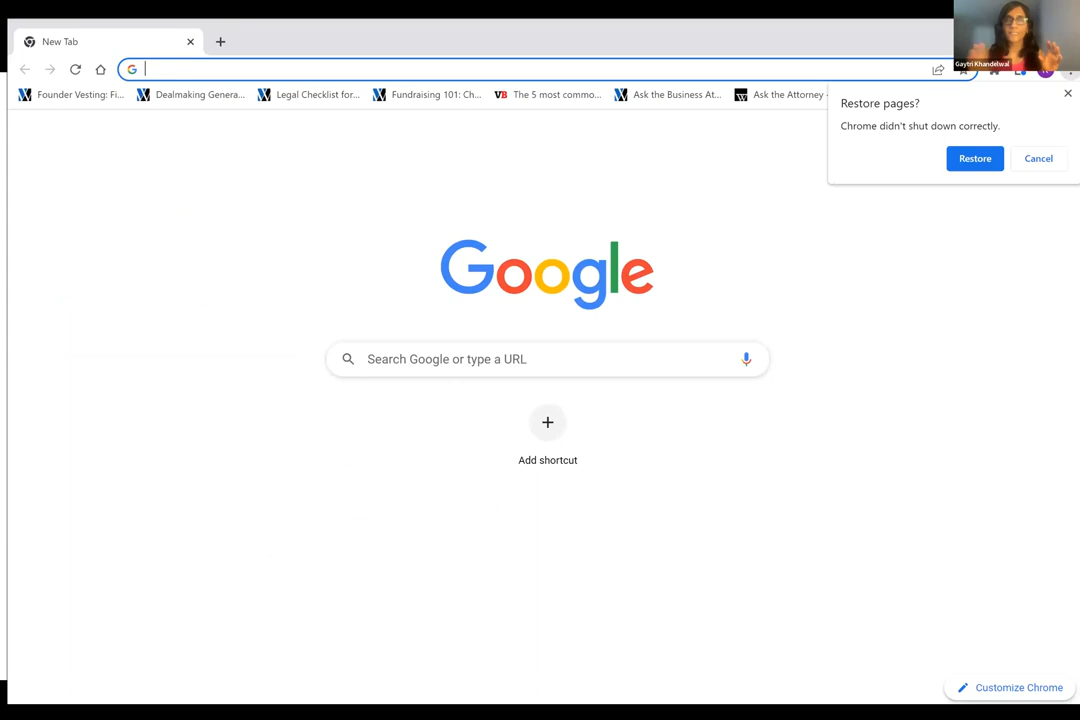 New Tab
Gaytri Khandelwal
Founder Vesting: Fi...
Dealmaking Genera...
Legal Checklist for...
Fundraising 101: Ch...
VB
The 5 most commo...
Ask the Business At...
Ask the Attorney -
Restore pages?
Chrome didn't shut down correctly.
Restore
Cancel
Google
Search Google or type a URL
Add shortcut
Customize Chrome